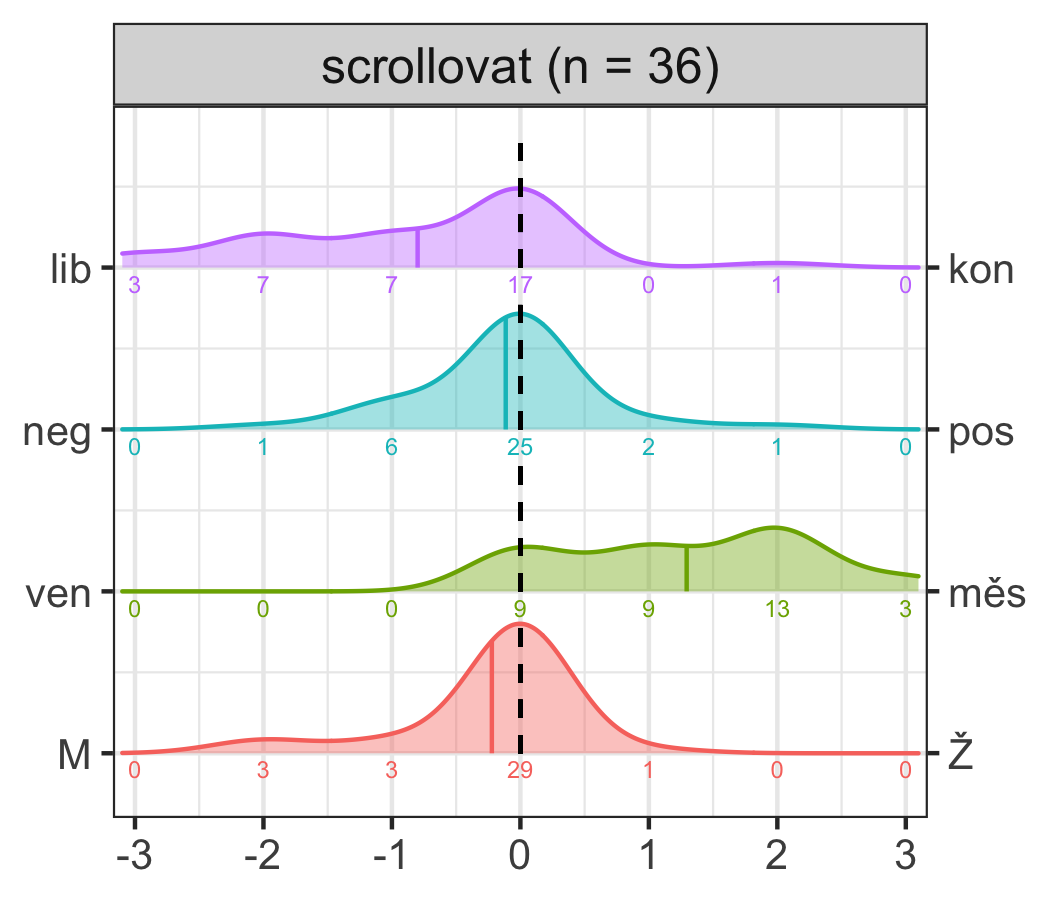 scrollovat (n = 36)
lib kon
3 7 7 17 0 1 0
neg pos
0 1 6 25 2 1 0
ven měs
0 0 0 9 9 13 3
M Ž
0 3 3 29 1 0 0
-3 -2 -1 0 1 2 3